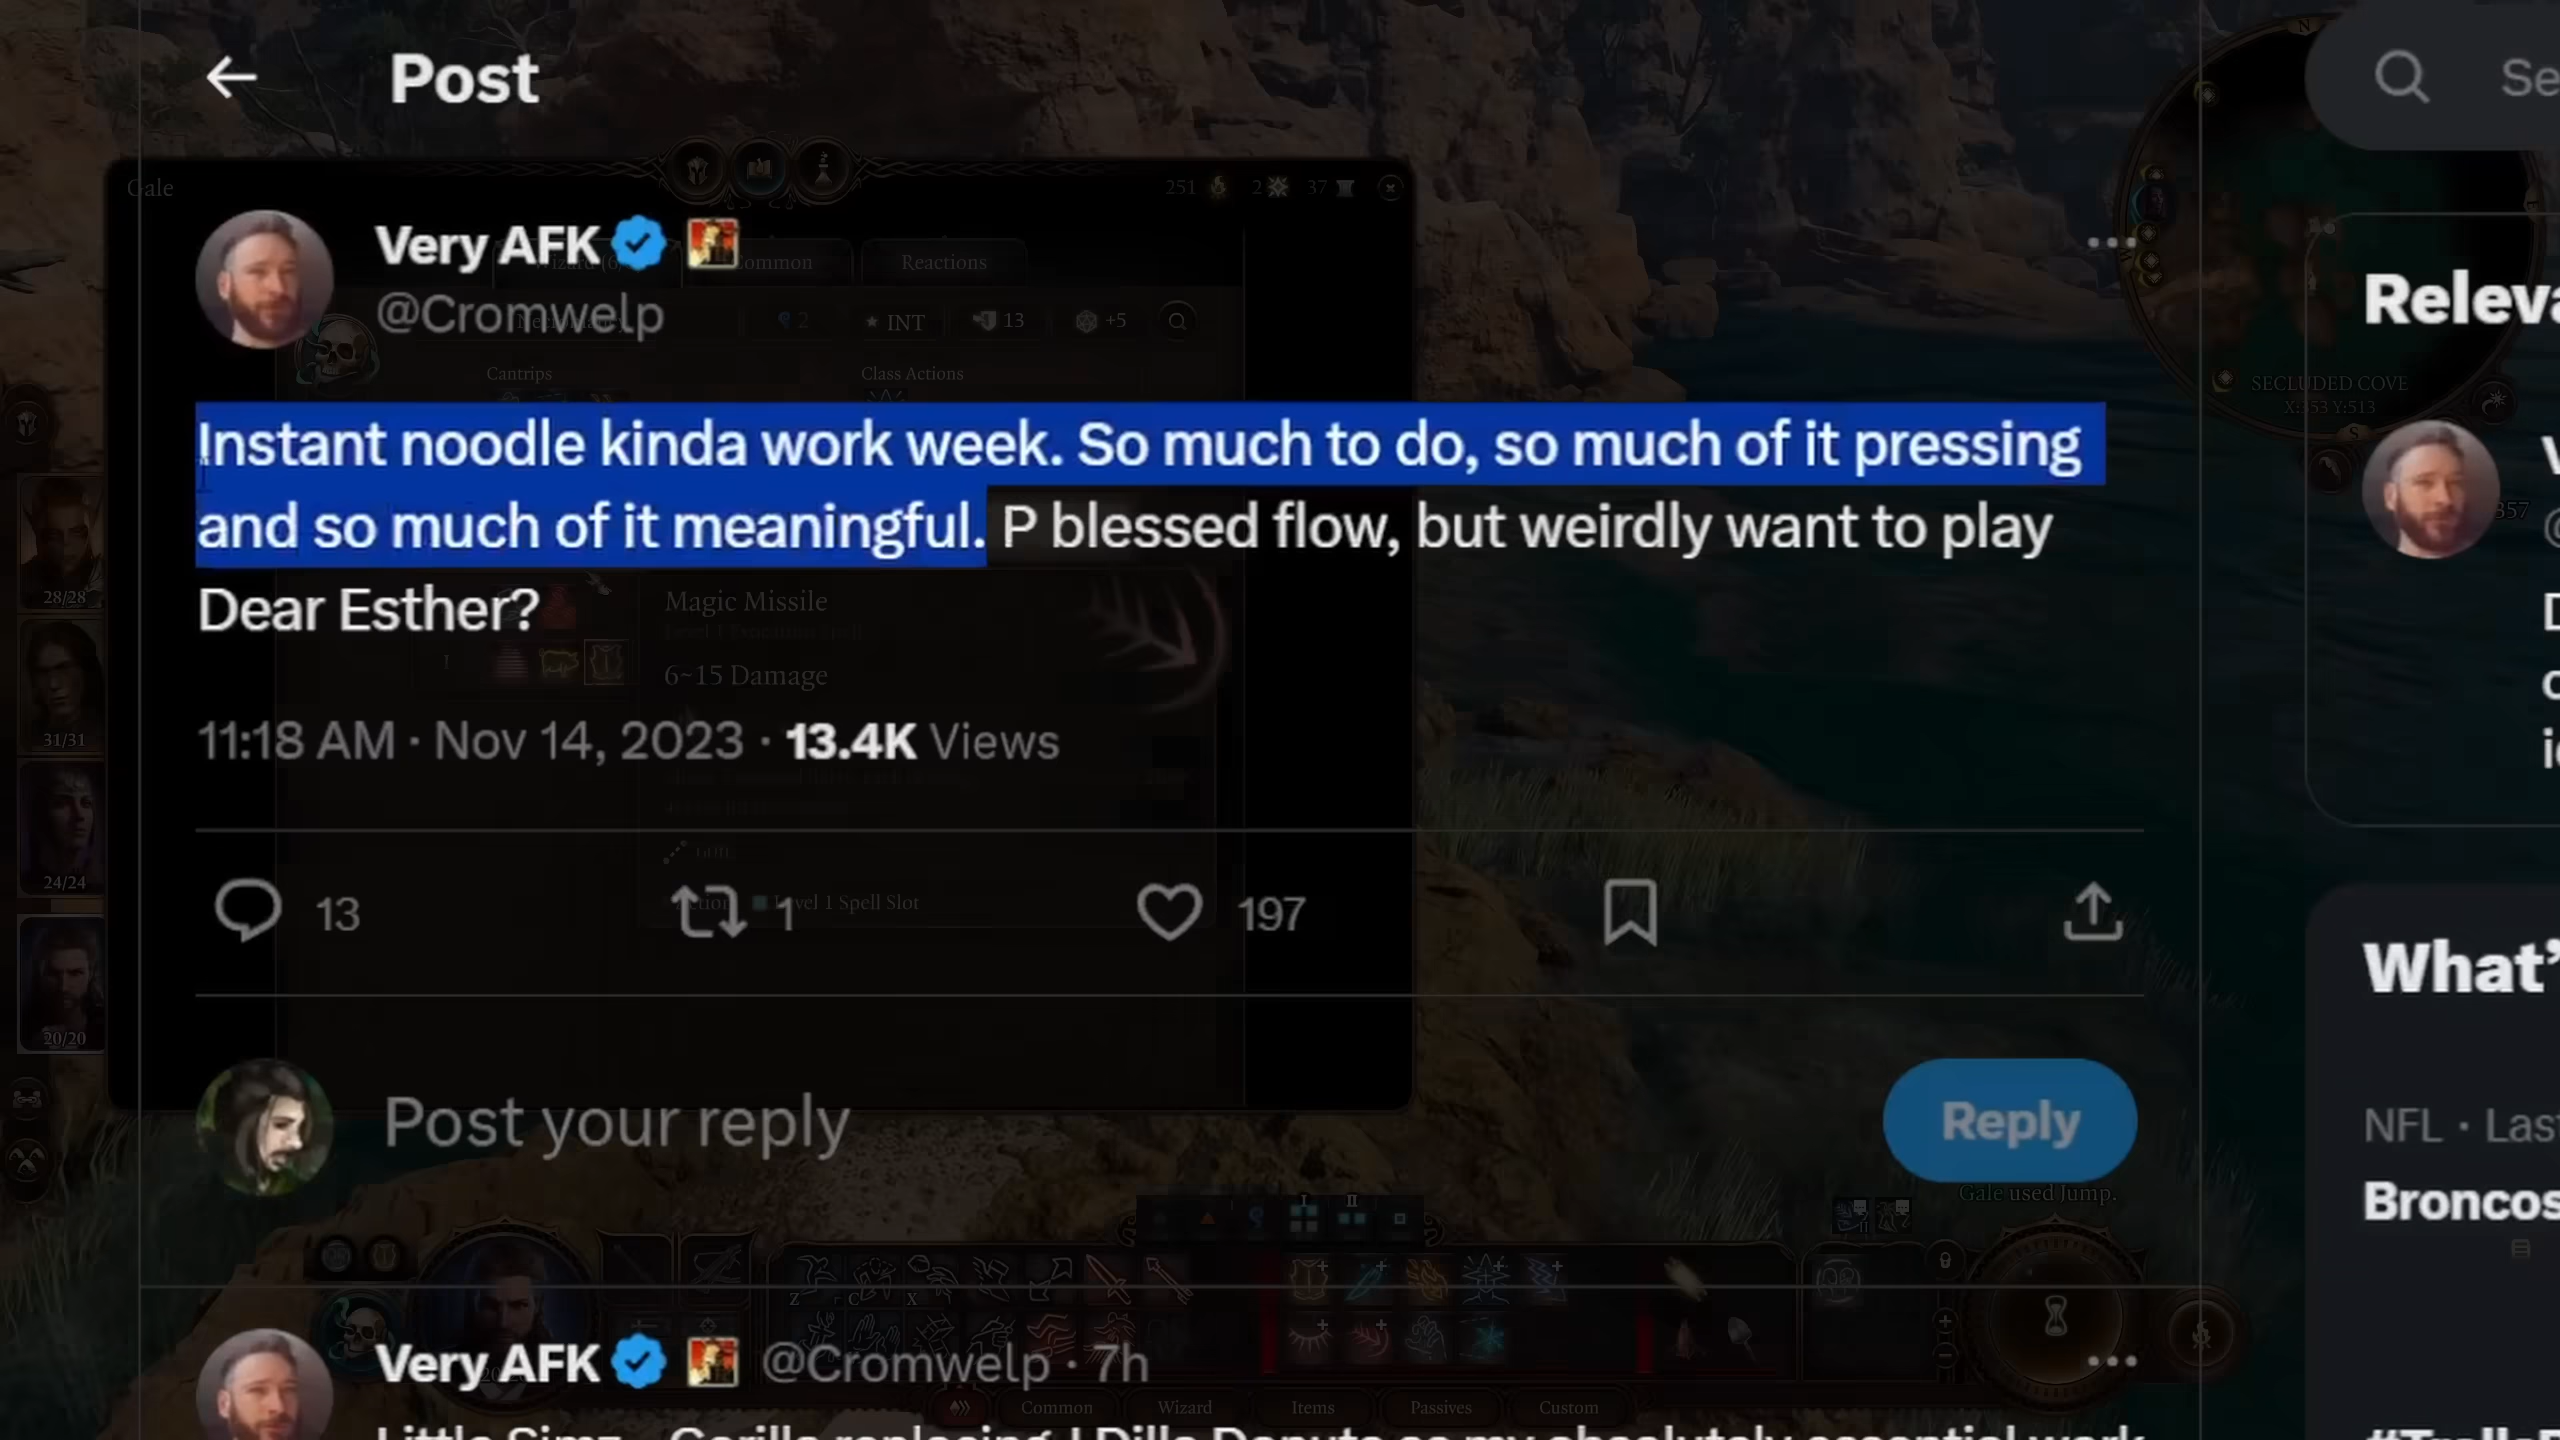 Post
Se
Gale
251 2 37
Very AFK
@Cromwelp
Common
Reactions
2 INT 13 +5
Cantrips
Class Actions
SECLUDED COVE
X:353 Y:513
Releva
Instant noodle kinda work week. So much to do, so much of it pressing
and so much of it meaningful. P blessed flow, but weirdly want to play
Dear Esther?
Magic Missile
6~15 Damage
28/28
31/31
24/24
20/20
11:18 AM · Nov 14, 2023 · 13.4K Views
13 1 197
Level 1 Spell Slot
Post your reply
Reply
What’
NFL · Last
Broncos
Gale used Jump.
I II
Z C X
Very AFK @Cromwelp · 7h
Common Wizard Items Passives Custom